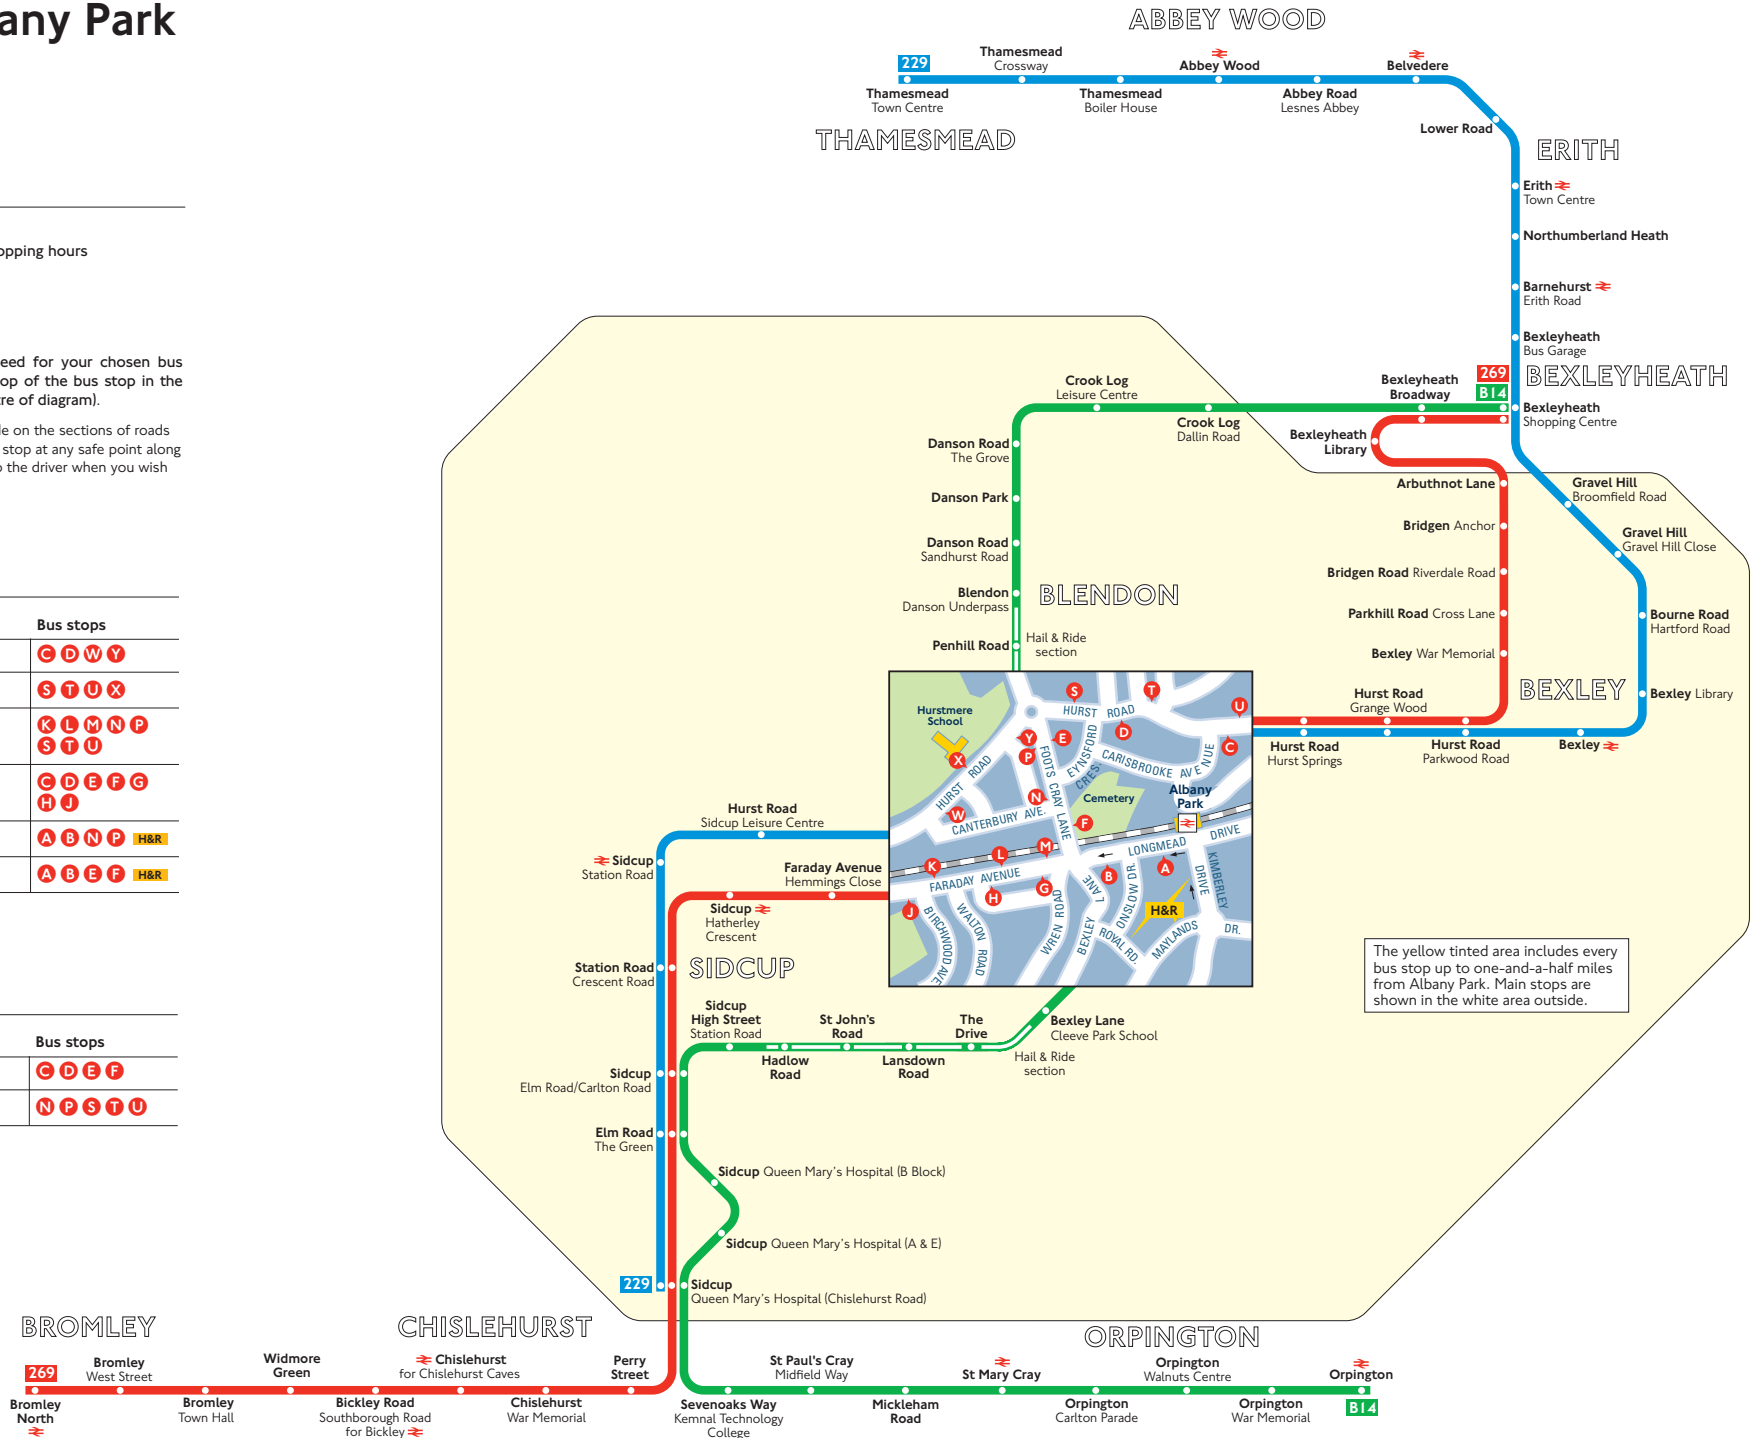 any Park
opping hours
eed for your chosen bus
op of the bus stop in the
re of diagram).
le on the sections of roads
stop at any safe point along
o the driver when you wish
Bus stops
C D W Y
S T U X
K L M N P
S T U
C D E F G
H J
A B N P H&R
A B E F H&R
Bus stops
C D E F
N P S T U
ABBEY WOOD
229
Thamesmead
Town Centre
Thamesmead
Crossway
Thamesmead
Boiler House
Abbey Wood
Abbey Road
Lesnes Abbey
Belvedere
THAMESMEAD
Lower Road
ERITH
Erith
Town Centre
Northumberland Heath
Barnehurst
Erith Road
Bexleyheath
Bus Garage
269
B14
BEXLEYHEATH
Bexleyheath
Shopping Centre
Bexleyheath
Broadway
Bexleyheath
Library
Crook Log
Leisure Centre
Crook Log
Dallin Road
Danson Road
The Grove
Danson Park
Danson Road
Sandhurst Road
Blendon
Danson Underpass
BLENDON
Penhill Road
Hail & Ride
section
Arbuthnot Lane
Bridgen Anchor
Bridgen Road Riverdale Road
Parkhill Road Cross Lane
Bexley War Memorial
Hurst Road
Grange Wood
BEXLEY
Gravel Hill
Broomfield Road
Gravel Hill
Gravel Hill Close
Bourne Road
Hartford Road
Bexley Library
Hurst Road
Hurst Springs
Hurst Road
Parkwood Road
Bexley
Hurstmere
School
HURST ROAD
HURST ROAD
FOOTS CRAY LANE
EYNSFORD
CRES
CARISBROOKE AVENUE
Cemetery
Albany
Park
CANTERBURY AVE.
LONGMEAD DRIVE
FARADAY AVENUE
BIRCHWOOD AVE.
WALTON ROAD
WREN ROAD
BEXLEY LANE
ONSLOW DR.
ROYAL RD.
MAYLANDS DR.
KIMBERLEY
DRIVE
H&R
S
T
U
Y
E
D
C
P
X
N
W
F
M
L
K
B
A
G
H
J
Hurst Road
Sidcup Leisure Centre
Sidcup
Station Road
Faraday Avenue
Hemmings Close
Sidcup
Hatherley
Crescent
SIDCUP
Station Road
Crescent Road
Sidcup
High Street
Station Road
Hadlow
Road
St John's
Road
Lansdown
Road
The
Drive
Bexley Lane
Cleeve Park School
Hail & Ride
section
Sidcup
Elm Road/Carlton Road
Elm Road
The Green
Sidcup Queen Mary's Hospital (B Block)
Sidcup Queen Mary's Hospital (A & E)
229
Sidcup
Queen Mary's Hospital (Chislehurst Road)
The yellow tinted area includes every
bus stop up to one-and-a-half miles
from Albany Park. Main stops are
shown in the white area outside.
BROMLEY
CHISLEHURST
ORPINGTON
269
Bromley
North
Bromley
West Street
Bromley
Town Hall
Widmore
Green
Bickley Road
Southborough Road
for Bickley
Chislehurst
for Chislehurst Caves
Chislehurst
War Memorial
Perry
Street
Sevenoaks Way
Kemnal Technology
College
St Paul's Cray
Midfield Way
Mickleham
Road
St Mary Cray
Orpington
Carlton Parade
Orpington
Walnuts Centre
Orpington
War Memorial
Orpington
B14